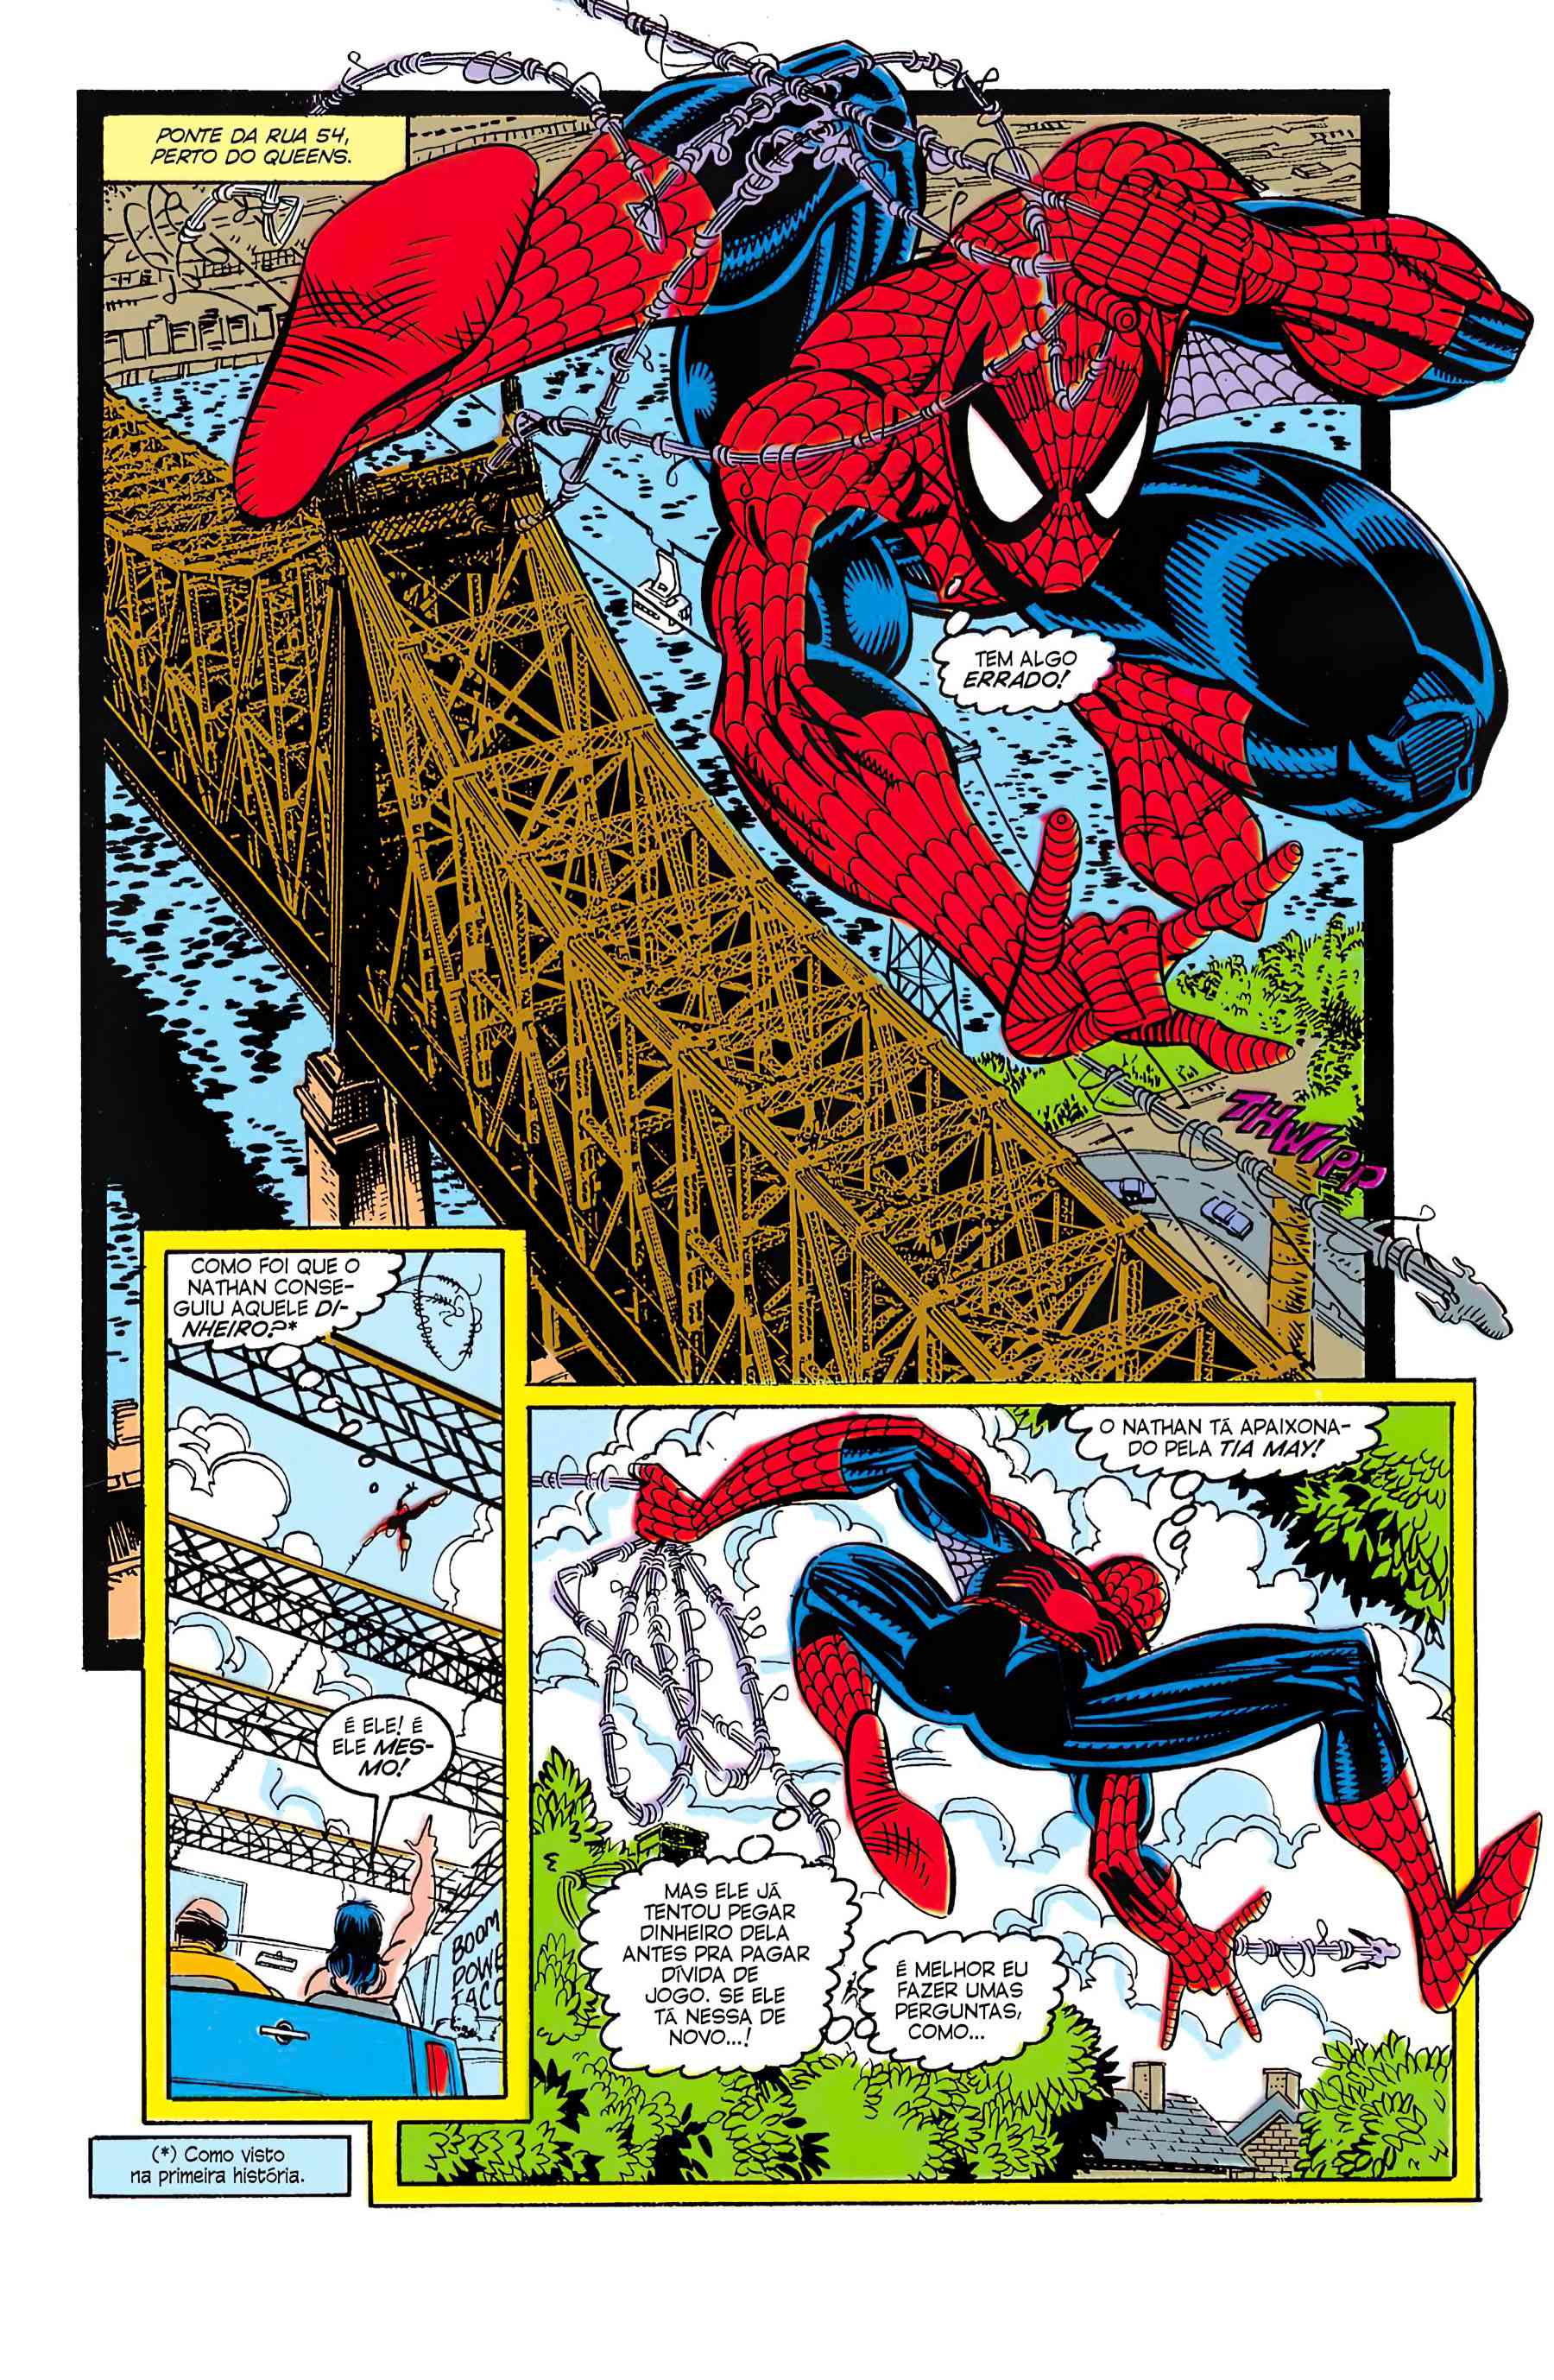 PONTE DA RUA 54,
PERTO DO QUEENS.
TEM ALGO
ERRADO!
THWIPP
COMO FOI QUE O
NATHAN CONSE-
GUIU AQUELE DI-
NHEIRO?*
É ELE! É
ELE MES-
MO!
BOOM
POWE
TACO
(*) Como visto
na primeira história.
O NATHAN TÁ APAIXONA-
DO PELA TIA MAY!
MAS ELE JÁ
TENTOU PEGAR
DINHEIRO DELA
ANTES PRA PAGAR
DÍVIDA DE
JOGO. SE ELE
TÁ NESSA DE
NOVO...!
É MELHOR EU
FAZER UMAS
PERGUNTAS,
COMO...